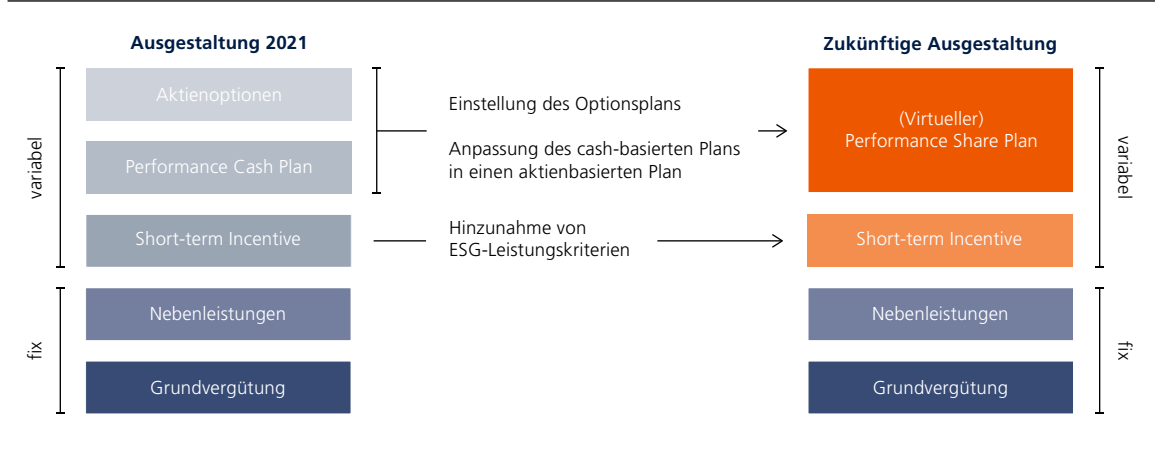 Ausgestaltung 2021
variabel
Aktienoptionen
Performance Cash Plan
Short-term Incentive
fix
Nebenleistungen
Grundvergütung
Einstellung des Optionsplans
Anpassung des cash-basierten Plans
in einen aktienbasierten Plan
Hinzunahme von
ESG-Leistungskriterien
Zukünftige Ausgestaltung
(Virtueller)
Performance Share Plan
Short-term Incentive
variabel
Nebenleistungen
Grundvergütung
fix